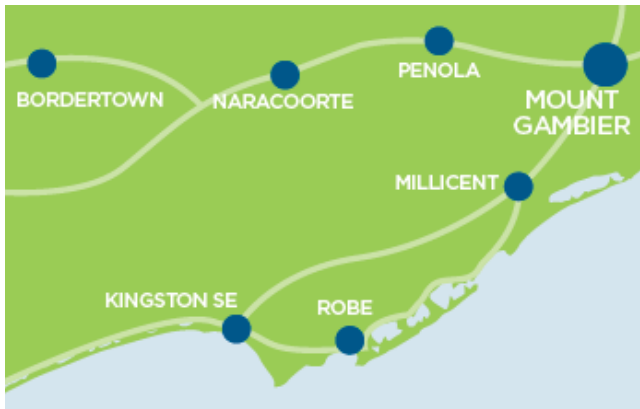 PENOLA
BORDERTOWN
NARACOORTE
MOUNT
GAMBIER
MILLICENT
KINGSTON SE
ROBE